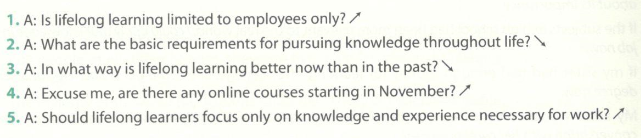 1. A: Is lifelong learning limited to employees only? ↗
2. A: What are the basic requirements for pursuing knowledge throughout life? ↘
3. A: In what way is lifelong learning better now than in the past? ↘
4. A: Excuse me, are there any online courses starting in November? ↗
5. A: Should lifelong learners focus only on knowledge and experience necessary for work? ↗